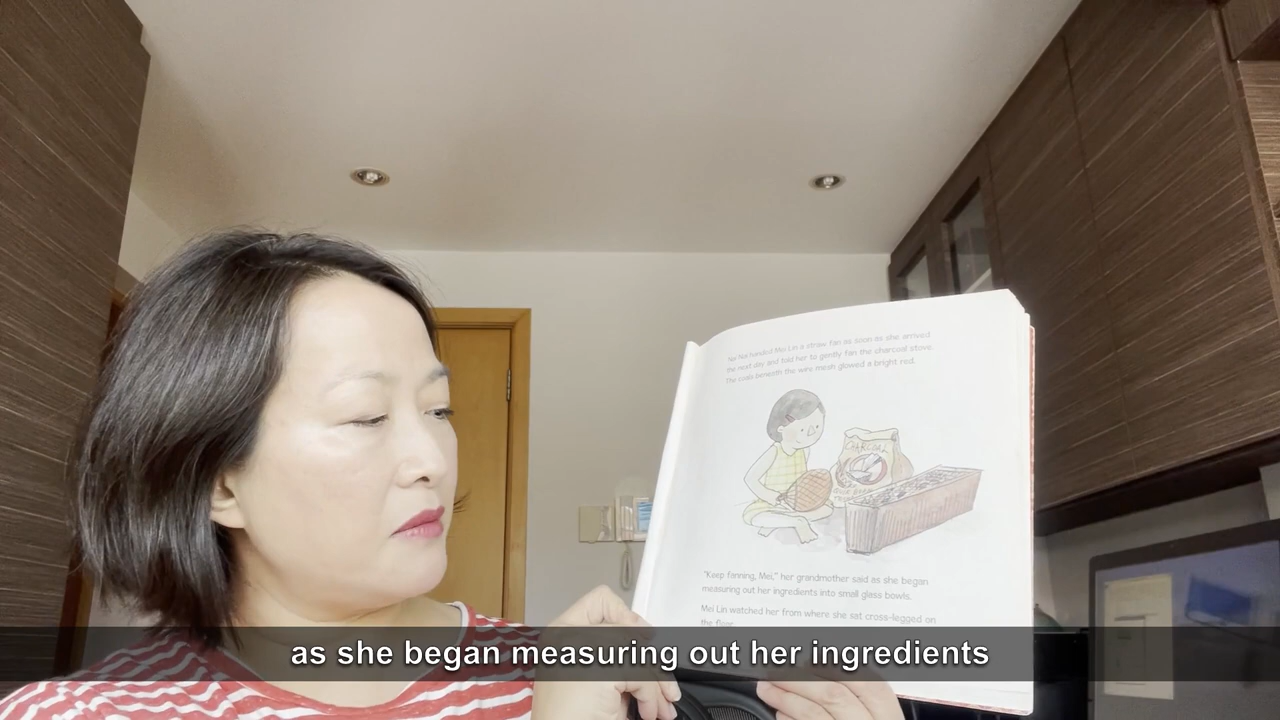 Nai Nai handed Mei Lin a straw fan as soon as she arrived
the next day and told her to gently fan the charcoal stove.
The coals beneath the wire mesh glowed a bright red.
CHARCOAL
"Keep fanning, Mei," her grandmother said as she began
measuring out her ingredients into small glass bowls.
Mei Lin watched her from where she sat cross-legged on
the floor
as she began measuring out her ingredients